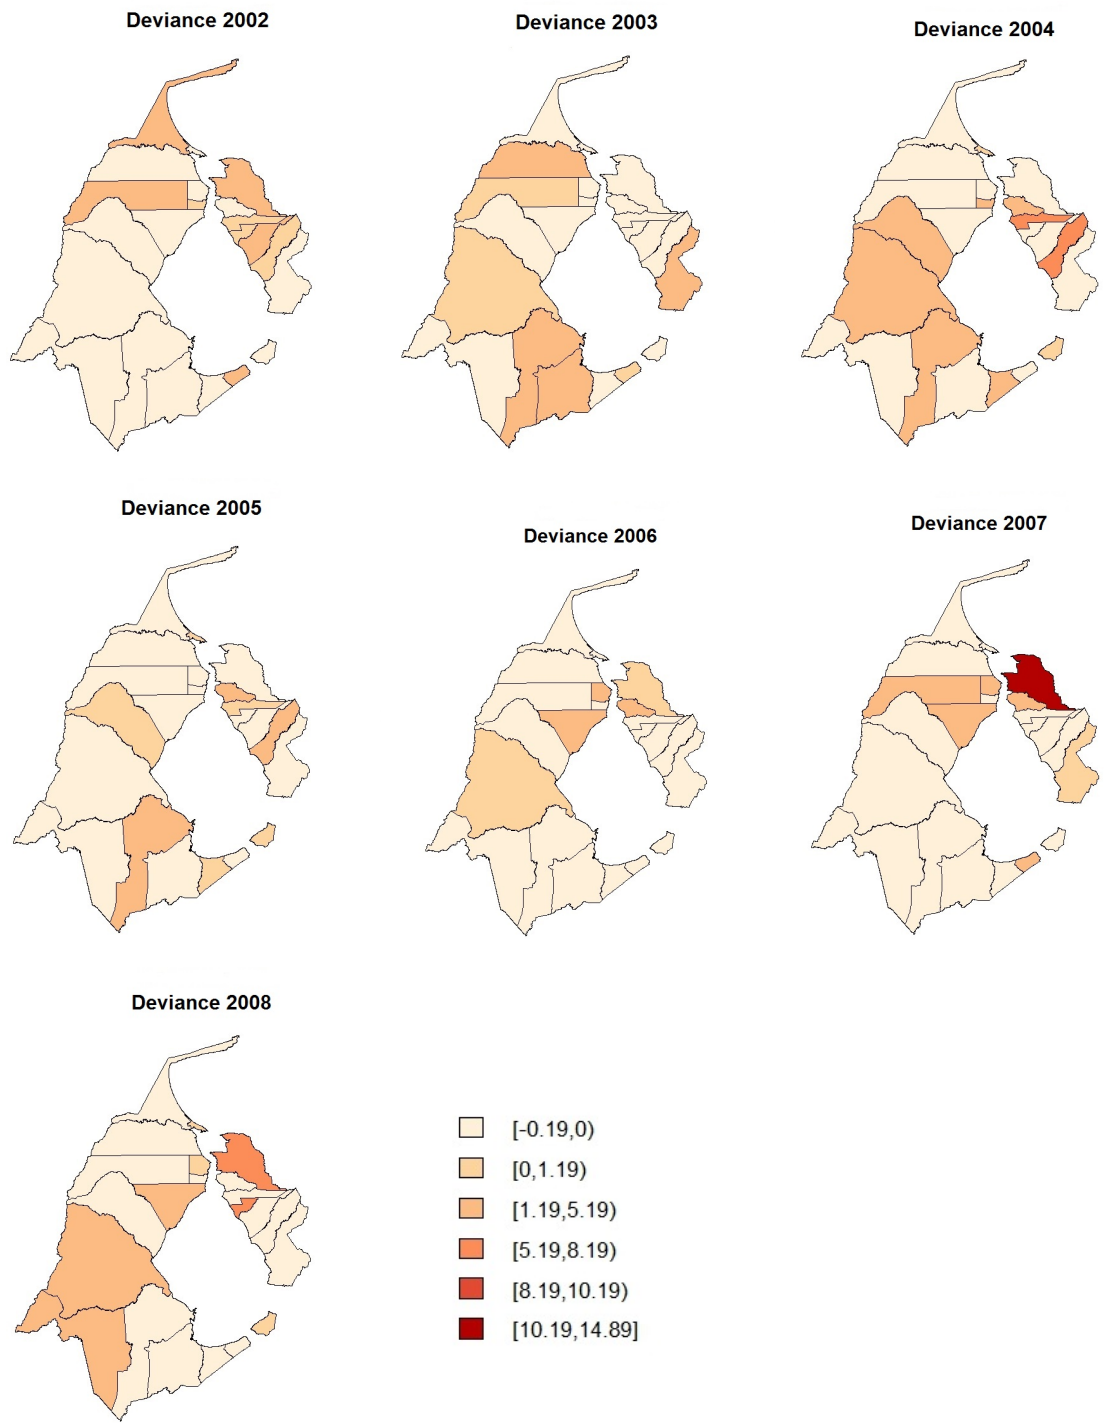 Deviance 2002
Deviance 2003
Deviance 2004
Deviance 2005
Deviance 2006
Deviance 2007
Deviance 2008
[-0.19,0)
[0,1.19)
[1.19,5.19)
[5.19,8.19)
[8.19,10.19)
[10.19,14.89]